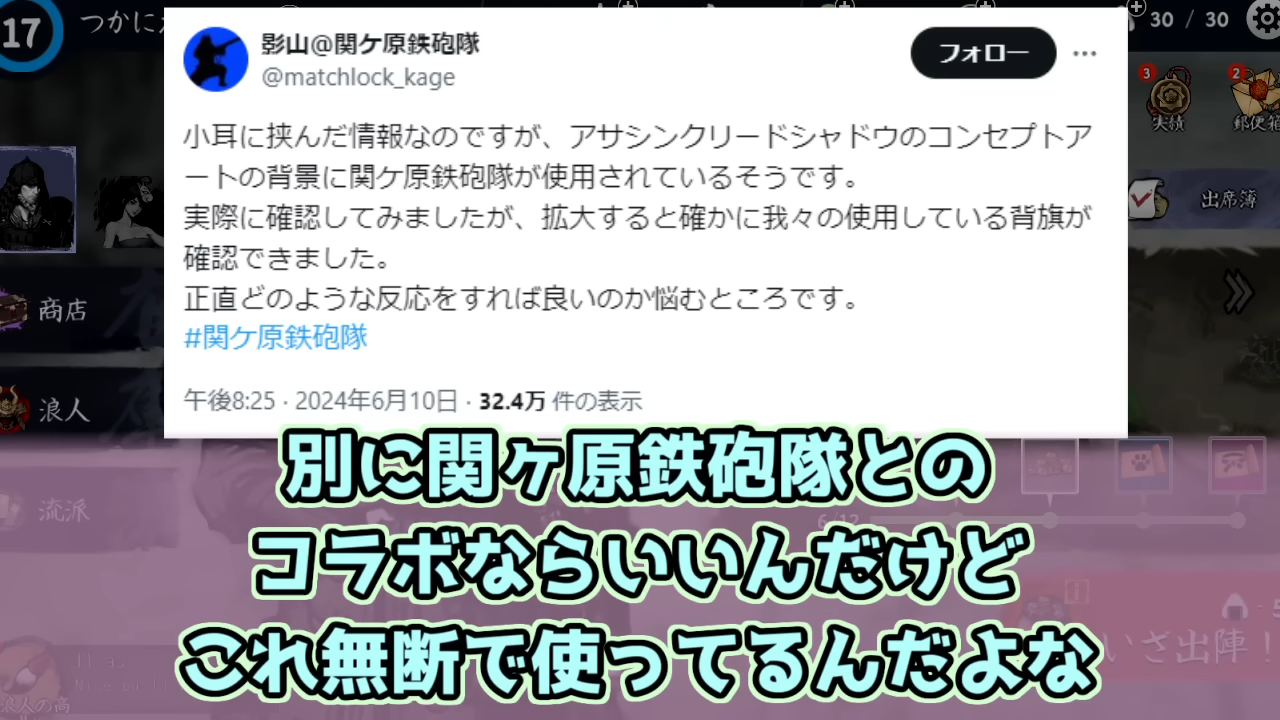 17
つかに
30 / 30
影山@関ケ原鉄砲隊
@matchlock_kage
フォロー
3
2
実績
郵便箱
小耳に挟んだ情報なのですが、アサシンクリードシャドウのコンセプトア
ートの背景に関ケ原鉄砲隊が使用されているそうです。
実際に確認してみましたが、拡大すると確かに我々の使用している背旗が
確認できました。
正直どのような反応をすれば良いのか悩むところです。
#関ケ原鉄砲隊
出席簿
商店
浪人
午後8:25 · 2024年6月10日 · 32.4万 件の表示
別に関ヶ原鉄砲隊との
流派
6/12
コラボならいいんだけど
これ無断で使ってるんだよな
いざ出陣！
浪人の高